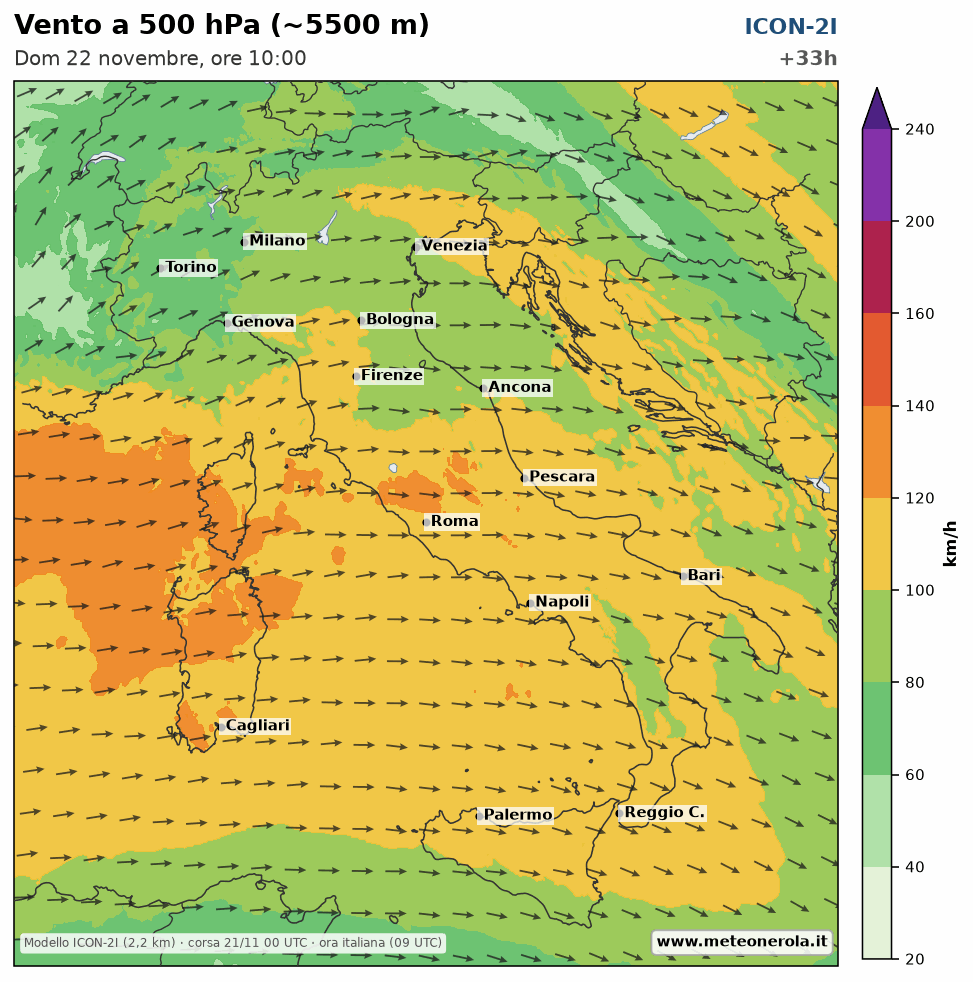 Vento a 500 hPa (~5500 m)
ICON-2I
Dom 22 novembre, ore 10:00
+33h
240
200
160
140
120
100
80
60
40
20
km/h
Milano
Venezia
Torino
Genova
Bologna
Firenze
Ancona
Pescara
Roma
Bari
Napoli
Cagliari
Palermo
Reggio C.
Modello ICON-2I (2,2 km) · corsa 21/11 00 UTC · ora italiana (09 UTC)
www.meteonerola.it